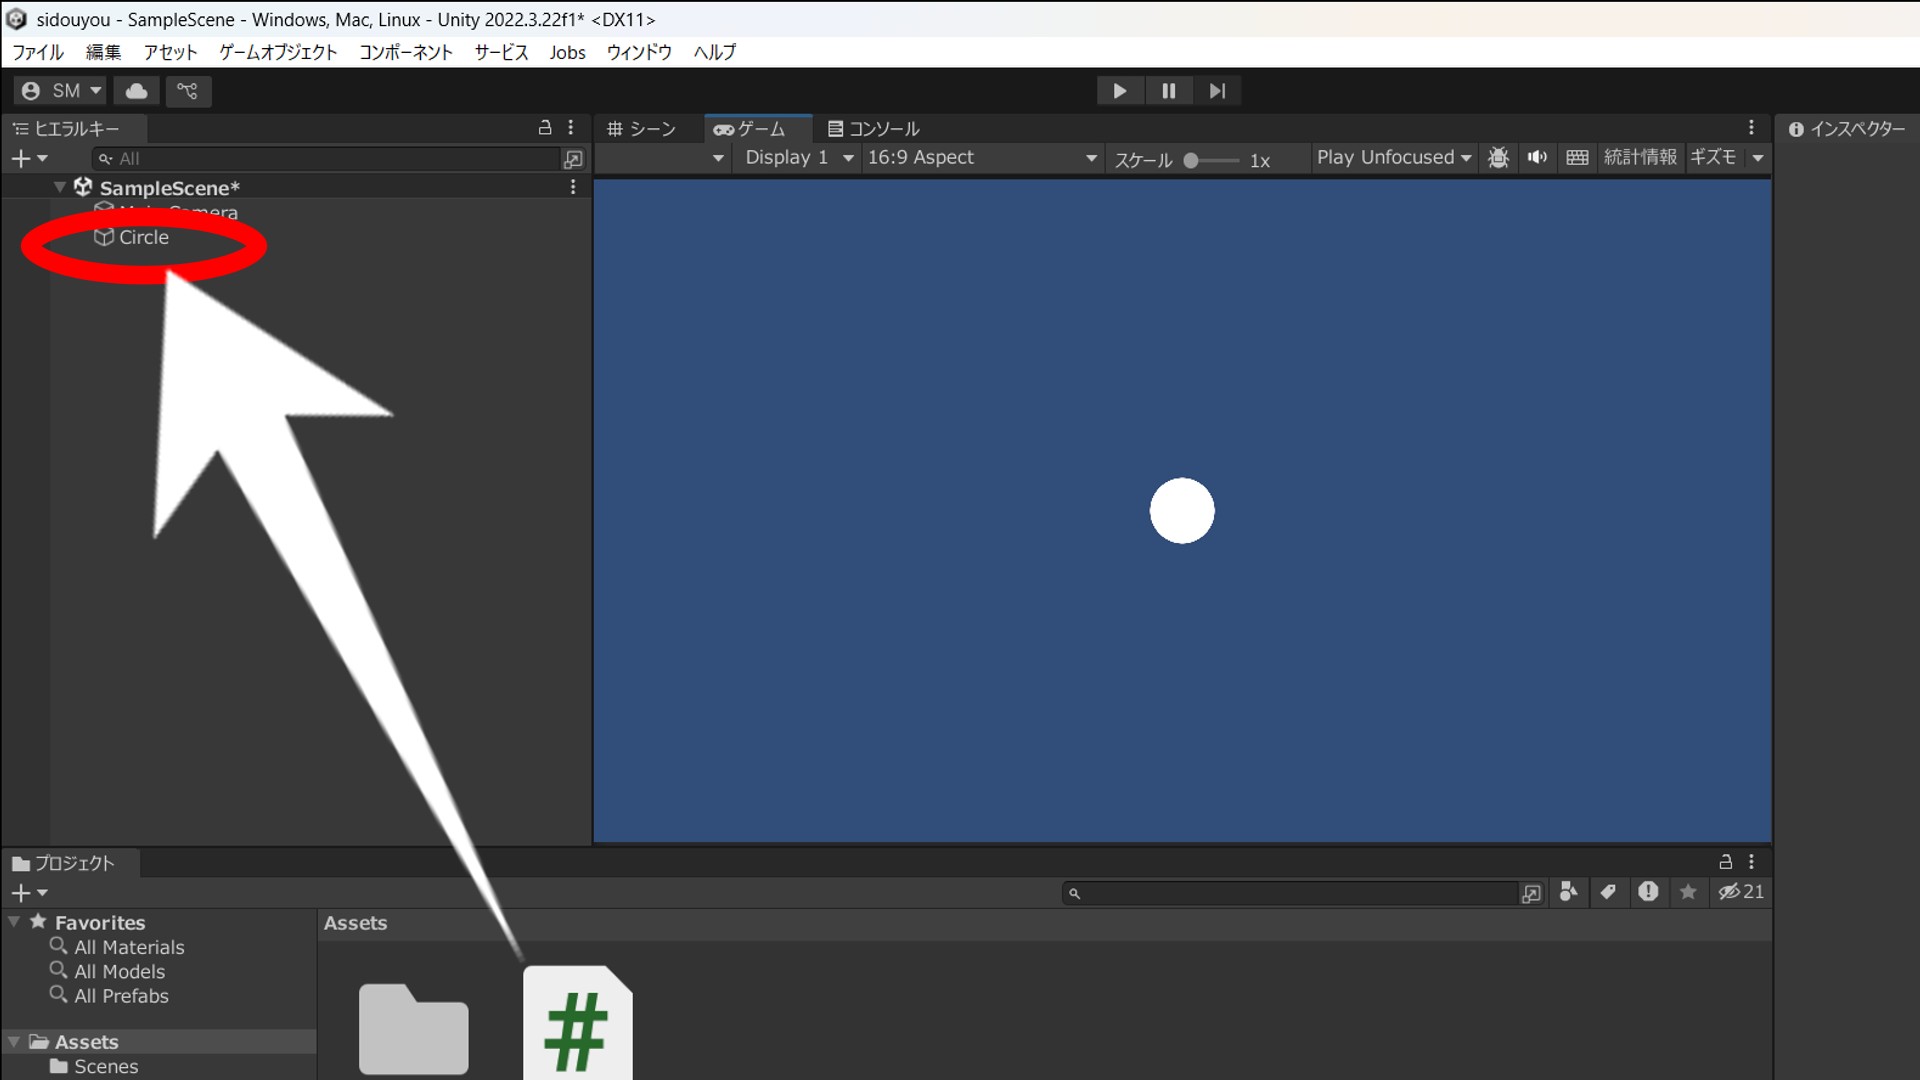 sidouyou - SampleScene - Windows, Mac, Linux - Unity 2022.3.22f1* <DX11>
ファイル 編集 アセット ゲームオブジェクト コンポーネント サービス Jobs ウィンドウ ヘルプ
SM
ヒエラルキー
シーン ゲーム コンソール
インスペクター
All
Display 1 16:9 Aspect スケール 1x Play Unfocused 統計情報 ギズモ
SampleScene*
Camera
Circle
プロジェクト
21
Favorites
All Materials
All Models
All Prefabs
Assets
Scenes
Assets
#